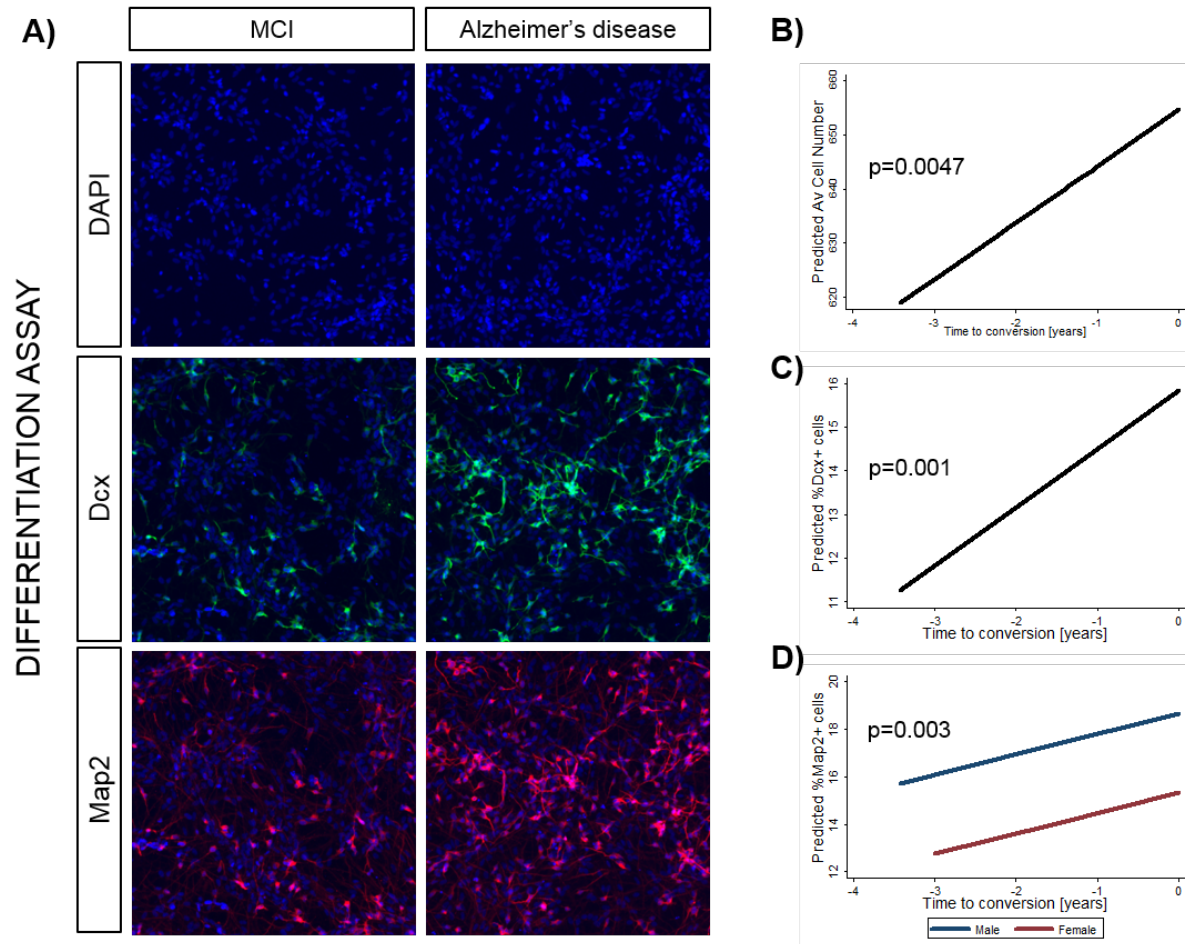 A)
MCI
Alzheimer's disease
DIFFERENTIATION ASSAY
DAPI
Dcx
Map2
B)
Predicted Av Cell Number
660
650
640
630
620
p=0.0047
-4 -3 -2 -1 0
Time to conversion [years]
C)
Predicted %Dcx+ cells
16
15
14
13
12
11
p=0.001
-4 -3 -2 -1 0
Time to conversion [years]
D)
Predicted %Map2+ cells
20
18
16
14
12
p=0.003
-4 -3 -2 -1 0
Time to conversion [years]
Male Female